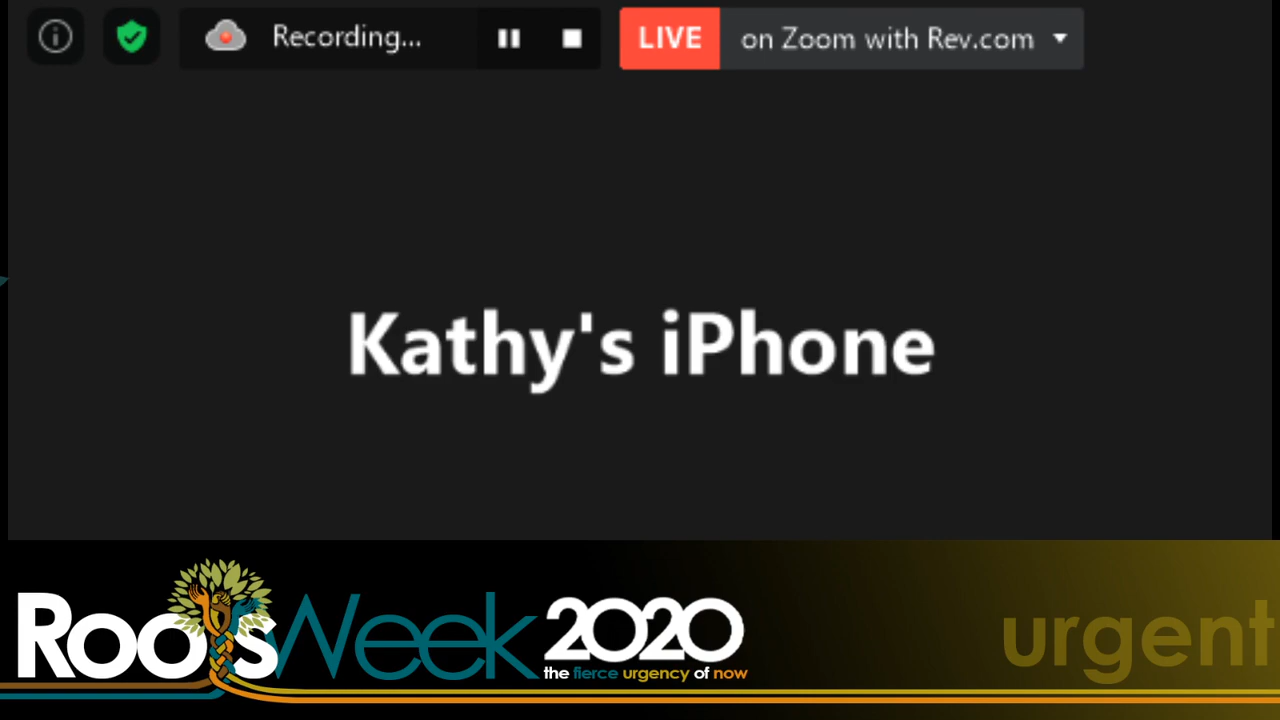 Recording...
LIVE on Zoom with Rev.com
Kathy's iPhone
RootsWeek 2020
the fierce urgency of now
urgent